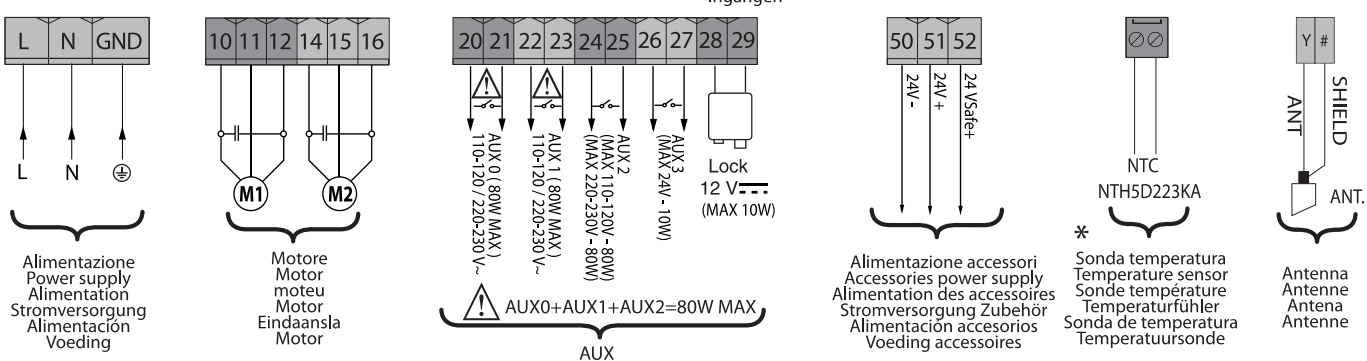 Ingangen
L N GND
10 11 12 14 15 16
20 21 22 23 24 25 26 27 28 29
50 51 52
Y #
L N
M1 M2
AUX 0 ( 80W MAX )
110-120 / 220-230 V~
AUX 1 ( 80W MAX )
110-120 / 220-230 V~
AUX 2
(MAX 110-120V - 80W)
(MAX 220-230V - 80W)
AUX 3
(MAX 24V - 10W)
Lock
12 V
(MAX 10W)
24V -
24V +
24 VSafe+
NTC
NTH5D223KA
ANT
SHIELD
ANT.
Alimentazione
Power supply
Alimentation
Stromversorgung
Alimentación
Voeding
Motore
Motor
moteu
Motor
Eindaansla
Motor
AUX0+AUX1+AUX2=80W MAX
AUX
Alimentazione accessori
Accessories power supply
Alimentation des accessoires
Stromversorgung Zubehör
Alimentación accesorios
Voeding accessoires
*
Sonda temperatura
Temperature sensor
Sonde température
Temperaturfühler
Sonda de temperatura
Temperatuursonde
Antenna
Antenne
Antena
Antenne